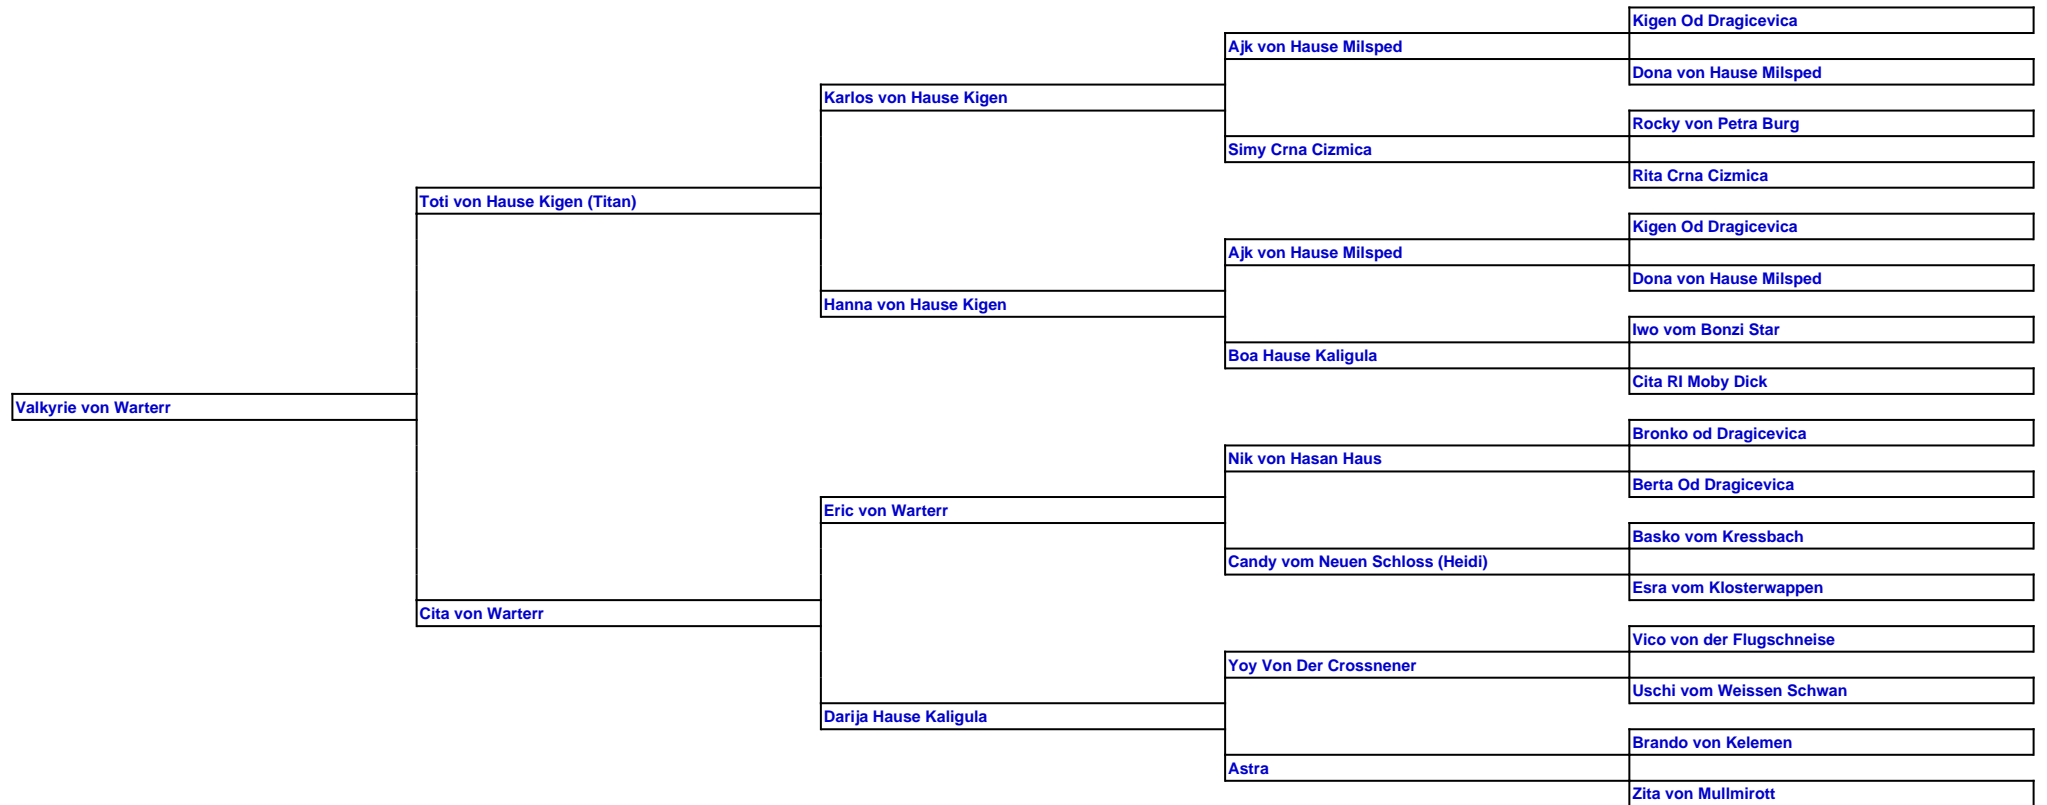 Kigen Od Dragicevica
Ajk von Hause Milsped
Dona von Hause Milsped
Karlos von Hause Kigen
Rocky von Petra Burg
Simy Crna Cizmica
Rita Crna Cizmica
Toti von Hause Kigen (Titan)
Kigen Od Dragicevica
Ajk von Hause Milsped
Dona von Hause Milsped
Hanna von Hause Kigen
Iwo vom Bonzi Star
Boa Hause Kaligula
Cita RI Moby Dick
Valkyrie von Warterr
Bronko od Dragicevica
Nik von Hasan Haus
Berta Od Dragicevica
Eric von Warterr
Basko vom Kressbach
Candy vom Neuen Schloss (Heidi)
Esra vom Klosterwappen
Cita von Warterr
Vico von der Flugschneise
Yoy Von Der Crossnener
Uschi vom Weissen Schwan
Darija Hause Kaligula
Brando von Kelemen
Astra
Zita von Mullmirott